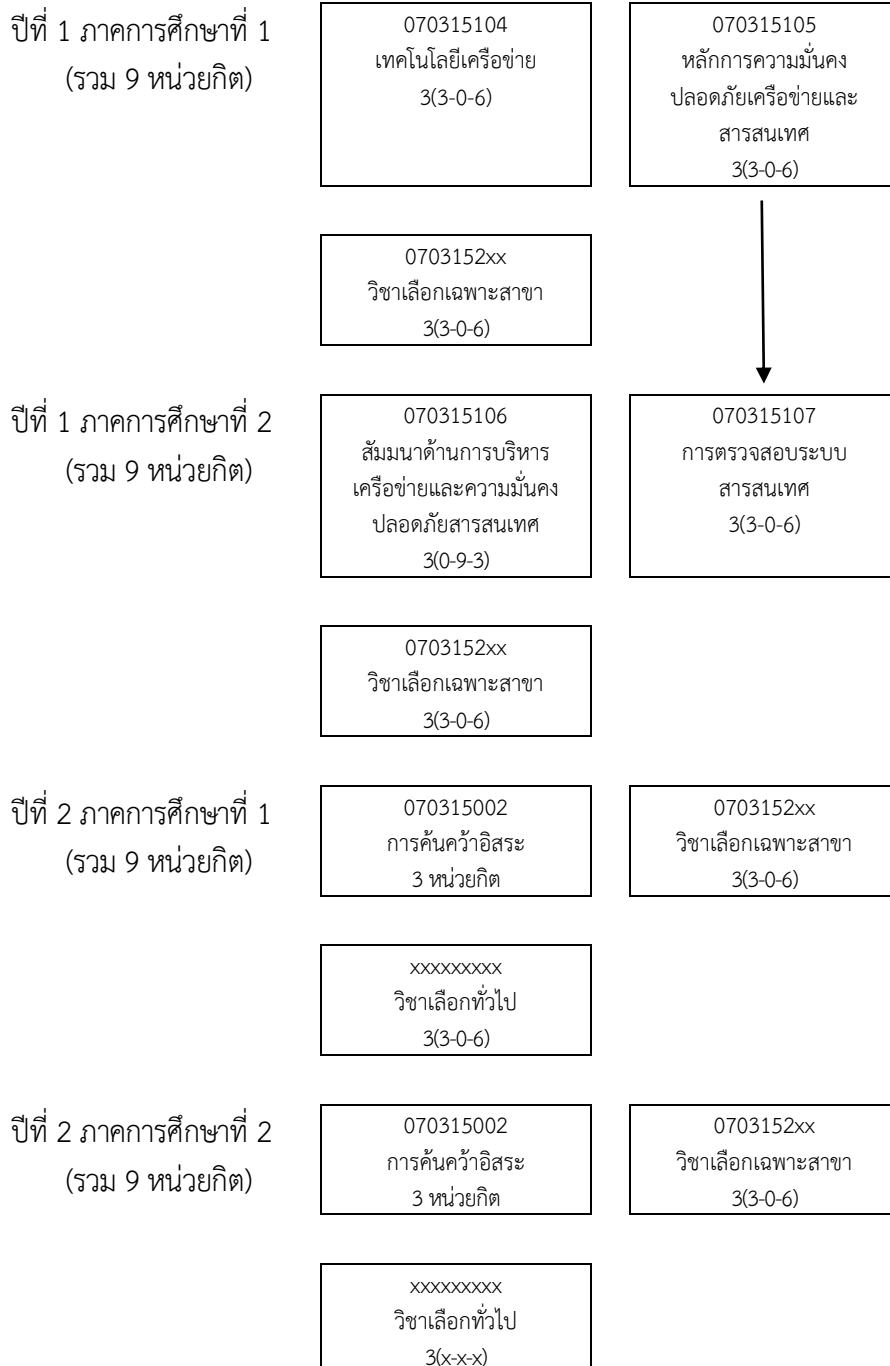 ปีที่ 1 ภาคการศึกษาที่ 1
(รวม 9 หน่วยกิต)
070315104
เทคโนโลยีเครือข่าย
3(3-0-6)
070315105
หลักการความมั่นคง
ปลอดภัยเครือข่ายและ
สารสนเทศ
3(3-0-6)
0703152xx
วิชาเลือกเฉพาะสาขา
3(3-0-6)
ปีที่ 1 ภาคการศึกษาที่ 2
(รวม 9 หน่วยกิต)
070315106
สัมมนาด้านการบริหาร
เครือข่ายและความมั่นคง
ปลอดภัยสารสนเทศ
3(0-9-3)
070315107
การตรวจสอบระบบ
สารสนเทศ
3(3-0-6)
0703152xx
วิชาเลือกเฉพาะสาขา
3(3-0-6)
ปีที่ 2 ภาคการศึกษาที่ 1
(รวม 9 หน่วยกิต)
070315002
การค้นคว้าอิสระ
3 หน่วยกิต
0703152xx
วิชาเลือกเฉพาะสาขา
3(3-0-6)
xxxxxxxxx
วิชาเลือกทั่วไป
3(3-0-6)
ปีที่ 2 ภาคการศึกษาที่ 2
(รวม 9 หน่วยกิต)
070315002
การค้นคว้าอิสระ
3 หน่วยกิต
0703152xx
วิชาเลือกเฉพาะสาขา
3(3-0-6)
xxxxxxxxx
วิชาเลือกทั่วไป
3(x-x-x)